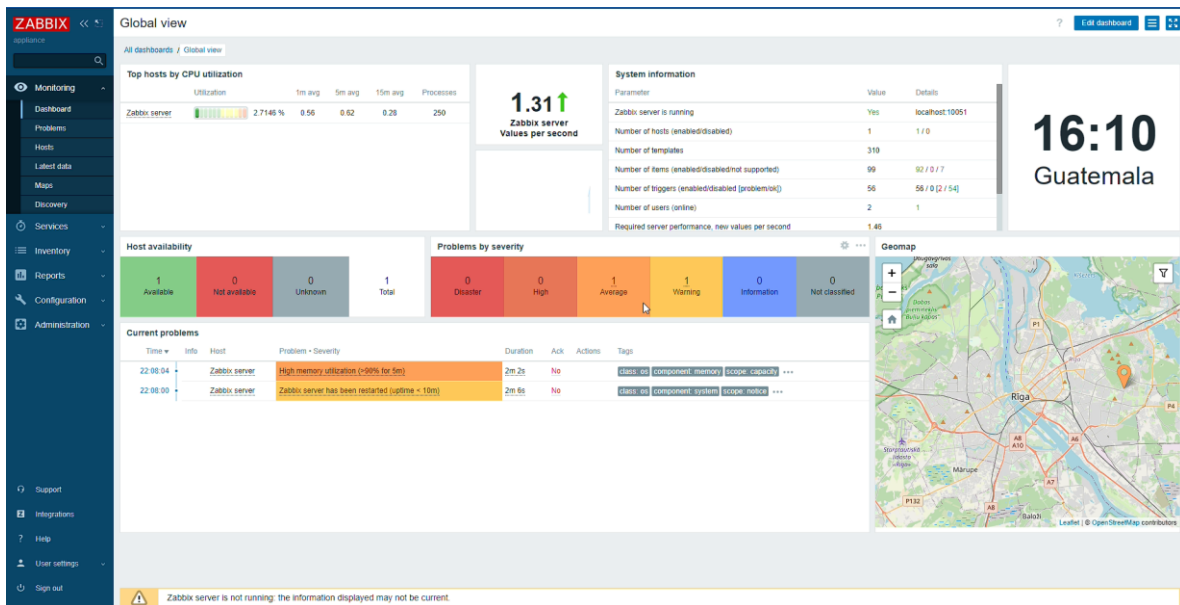 ZABBIX
appliance
Monitoring
Dashboard
Problems
Hosts
Latest data
Maps
Discovery
Services
Inventory
Reports
Configuration
Administration
Support
Integrations
Help
User settings
Sign out
Global view
? Edit dashboard
All dashboards / Global view
Top hosts by CPU utilization
Utilization 1m avg 5m avg 15m avg Processes
Zabbix server 2.7146 % 0.56 0.62 0.28 250
1.31
Zabbix server
Values per second
System information
Parameter Value Details
Zabbix server is running Yes localhost:10051
Number of hosts (enabled/disabled) 1 1 / 0
Number of templates 310
Number of items (enabled/disabled/not supported) 99 92 / 0 / 7
Number of triggers (enabled/disabled [problem/ok]) 56 56 / 0 [2 / 54]
Number of users (online) 2 1
Required server performance, new values per second 1.46
16:10
Guatemala
Host availability
1 Available
0 Not available
0 Unknown
1 Total
Problems by severity
0 Disaster
0 High
1 Average
1 Warning
0 Information
0 Not classified
Current problems
Time Info Host Problem • Severity Duration Ack Actions Tags
22:08:04 Zabbix server High memory utilization (>90% for 5m) 2m 2s No class: os component: memory scope: capacity
22:08:00 Zabbix server Zabbix server has been restarted (uptime < 10m) 2m 6s No class: os component: system scope: notice
Geomap
+
−
P1
Rīga
P4
A8
A10
A6
Mārupe
A7
P132
A8
Baloži
Leaflet | © OpenStreetMap contributors
Zabbix server is not running: the information displayed may not be current.